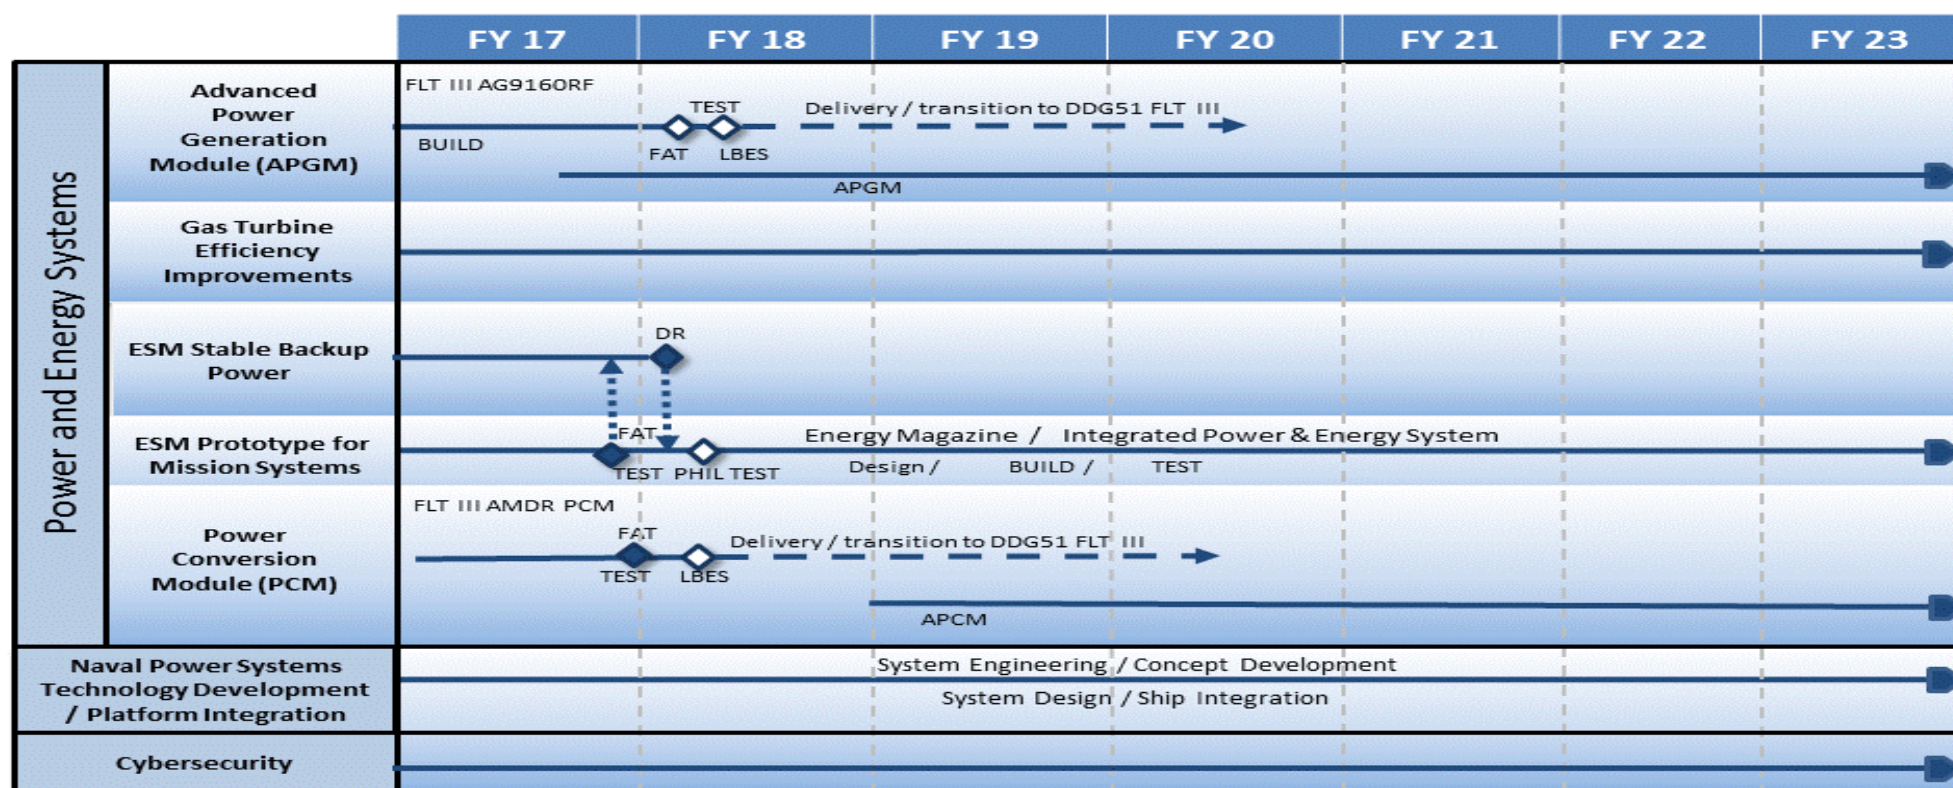 FY 17 FY 18 FY 19 FY 20 FY 21 FY 22 FY 23
Power and Energy Systems
Advanced
Power
Generation
Module (APGM)
FLT III AG9160RF
TEST
Delivery / transition to DDG51 FLT III
BUILD
FAT
LBES
APGM
Gas Turbine
Efficiency
Improvements
ESM Stable Backup
Power
DR
ESM Prototype for
Mission Systems
FAT
Energy Magazine / Integrated Power & Energy System
TEST PHIL TEST
Design / BUILD / TEST
Power
Conversion
Module (PCM)
FLT III AMDR PCM
FAT
Delivery / transition to DDG51 FLT III
TEST
LBES
APCM
Naval Power Systems
Technology Development
/ Platform Integration
System Engineering / Concept Development
System Design / Ship Integration
Cybersecurity